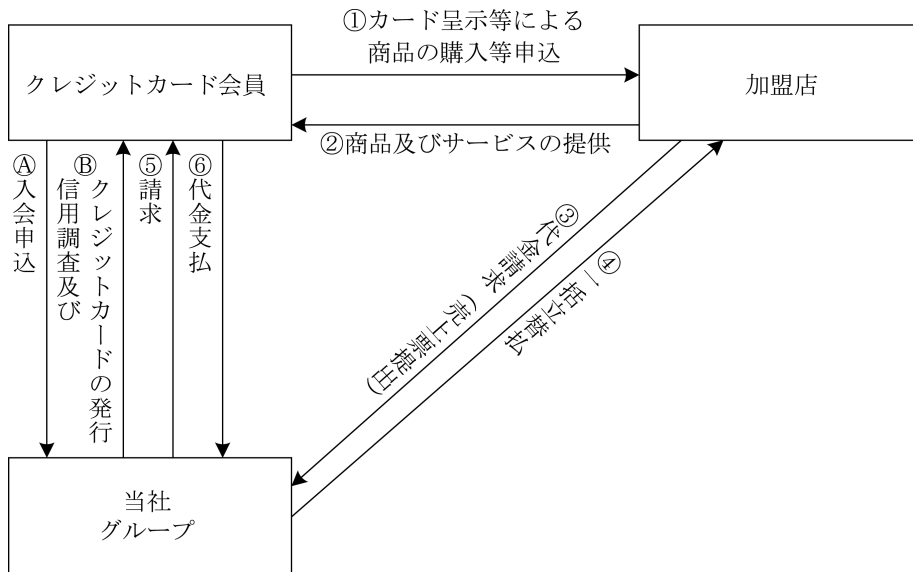 ①カード呈示等による
商品の購入等申込
クレジットカード会員
加盟店
②商品及びサービスの提供
Ⓐ入会申込
Ⓑクレジットカードの発行
信用調査及び
⑤請求
⑥代金支払
③代金請求(売上票提出)
④一括立替払
当社
グループ